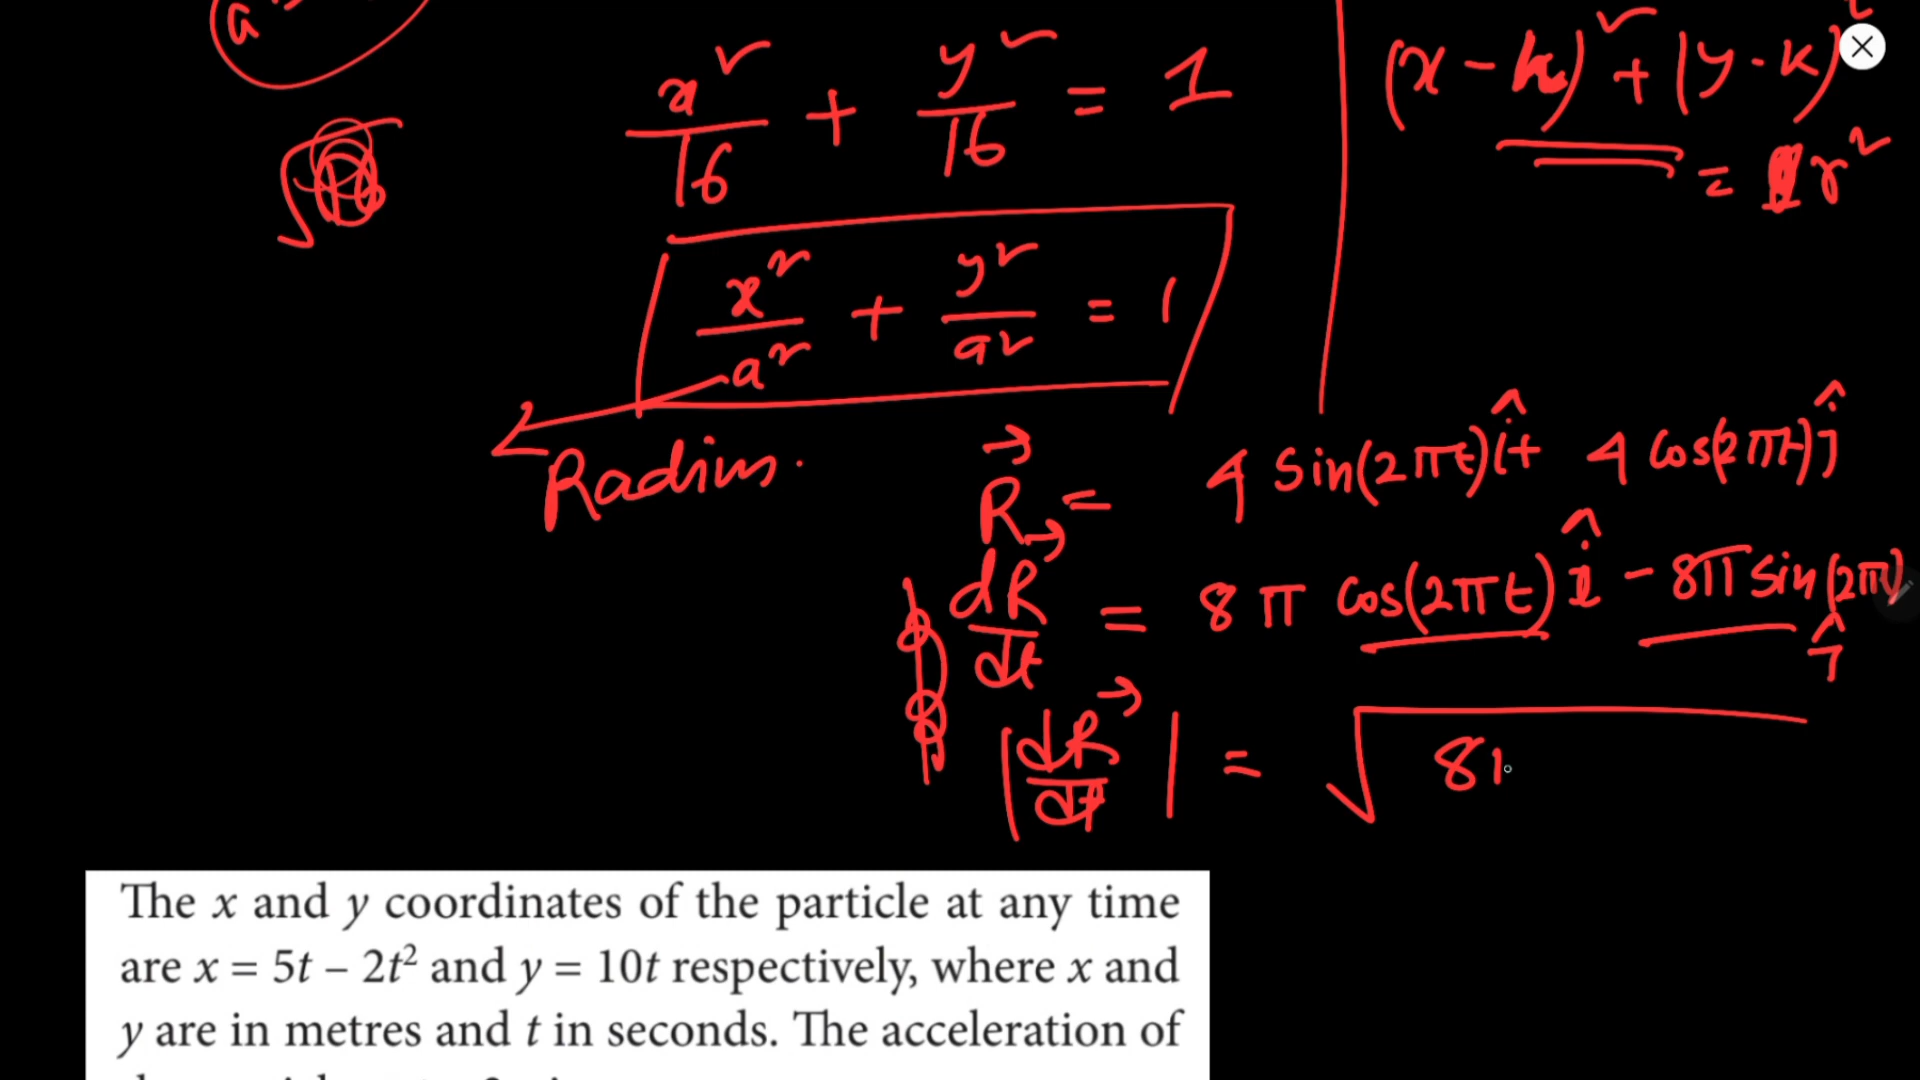 x² / 16 + y² / 16 = 1
(x - h)² + (y - k)² = r²
√16
x² / a² + y² / a² = 1
Radius.
R⃗ = 4 sin(2πt)î + 4 cos(2πt)ĵ
dR⃗/dt = 8π cos(2πt) î - 8π sin(2πt) ĵ
|dR⃗/dt| = √8
The x and y coordinates of the particle at any time
are x = 5t – 2t² and y = 10t respectively, where x and
y are in metres and t in seconds. The acceleration of